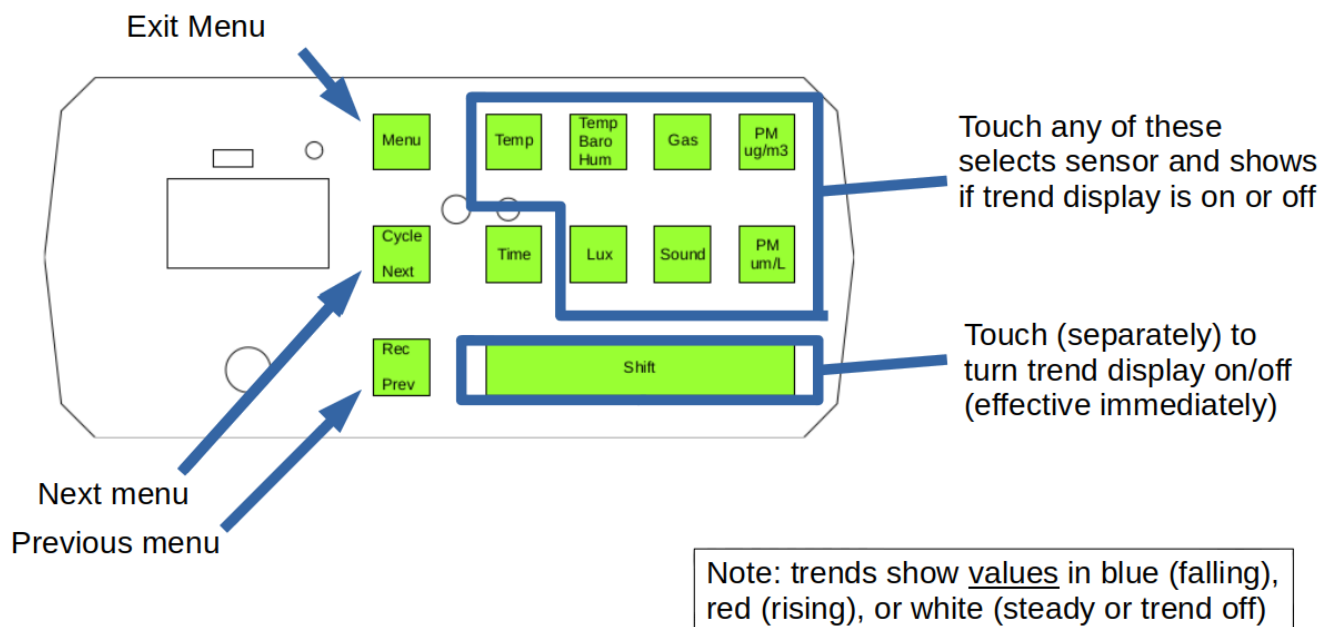 Exit Menu
Menu
Temp
Temp
Baro
Hum
Gas
PM
ug/m3
Touch any of these
selects sensor and shows
if trend display is on or off
Cycle
Next
Time
Lux
Sound
PM
um/L
Rec
Prev
Shift
Touch (separately) to
turn trend display on/off
(effective immediately)
Next menu
Previous menu
Note: trends show values in blue (falling),
red (rising), or white (steady or trend off)